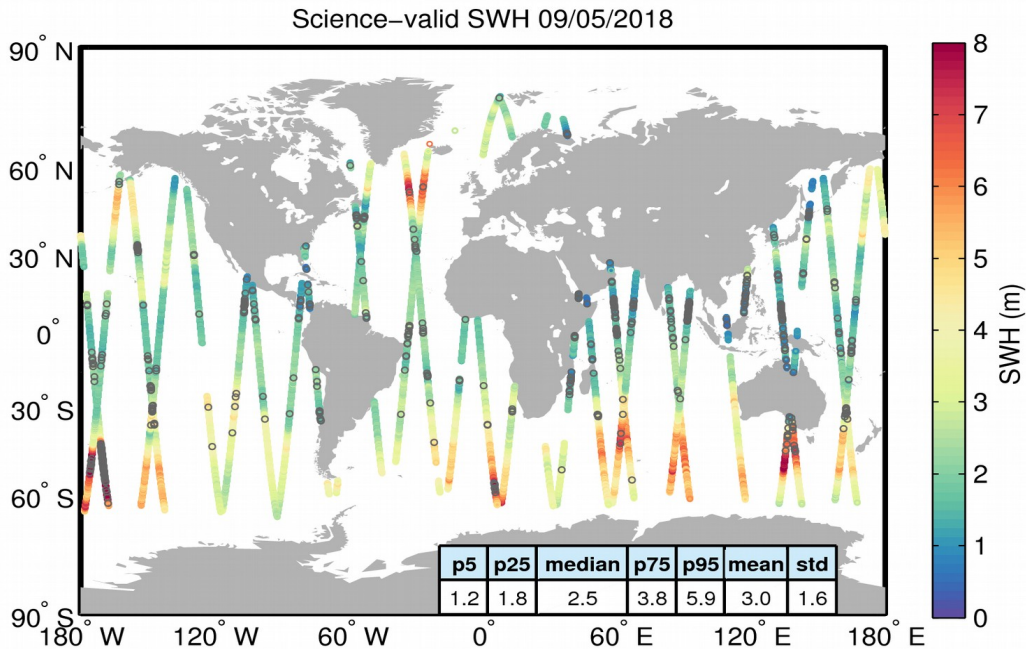 Science−valid SWH 09/05/2018
90° N
60° N
30° N
0°
30° S
60° S
90° S
180° W 120° W 60° W 0° 60° E 120° E 180° E
p5 p25 median p75 p95 mean std
1.2 1.8 2.5 3.8 5.9 3.0 1.6
8
7
6
5
4
3
2
1
0
SWH (m)